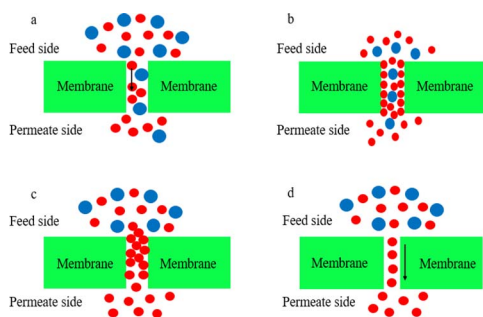 a
Feed side
Membrane Membrane
Permeate side
b
Feed side
Membrane Membrane
Permeate side
c
Feed side
Membrane Membrane
Permeate side
d
Feed side
Membrane Membrane
Permeate side